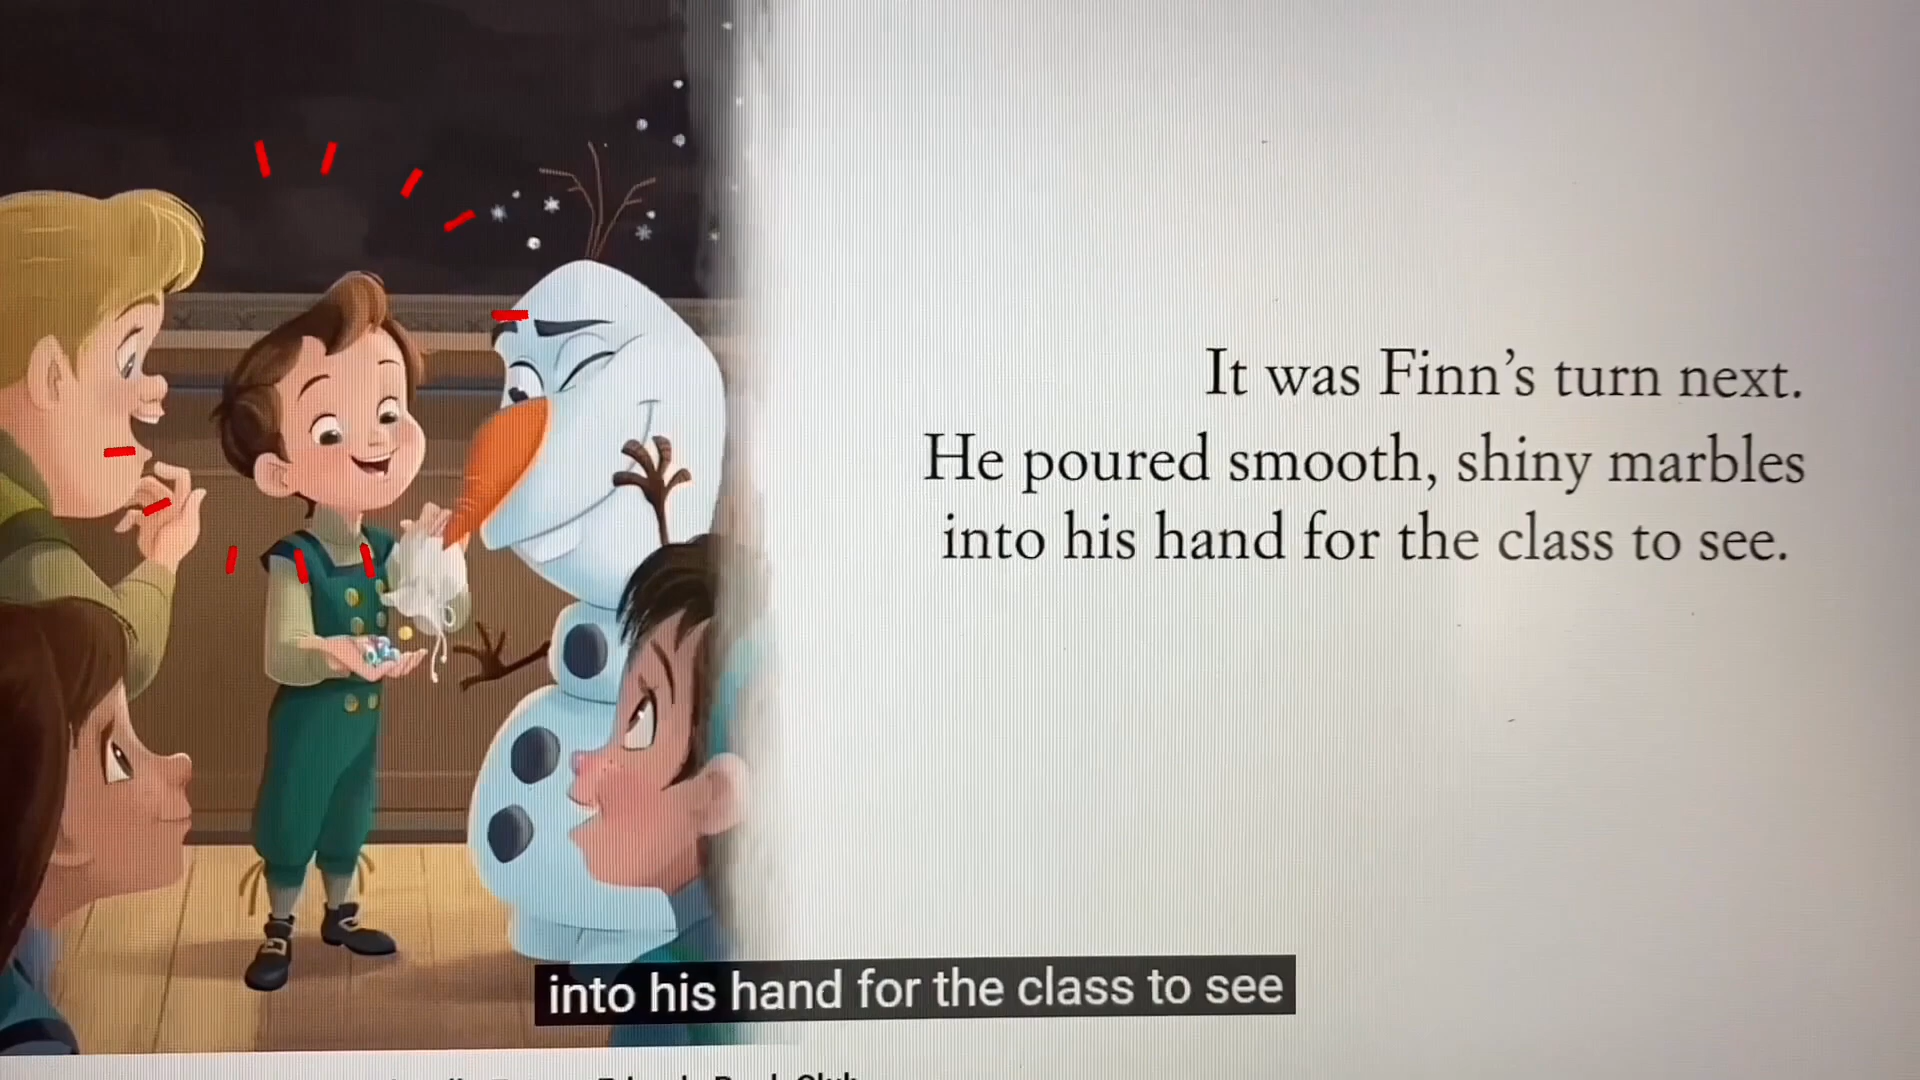 It was Finn's turn next.
He poured smooth, shiny marbles
into his hand for the class to see.
into his hand for the class to see